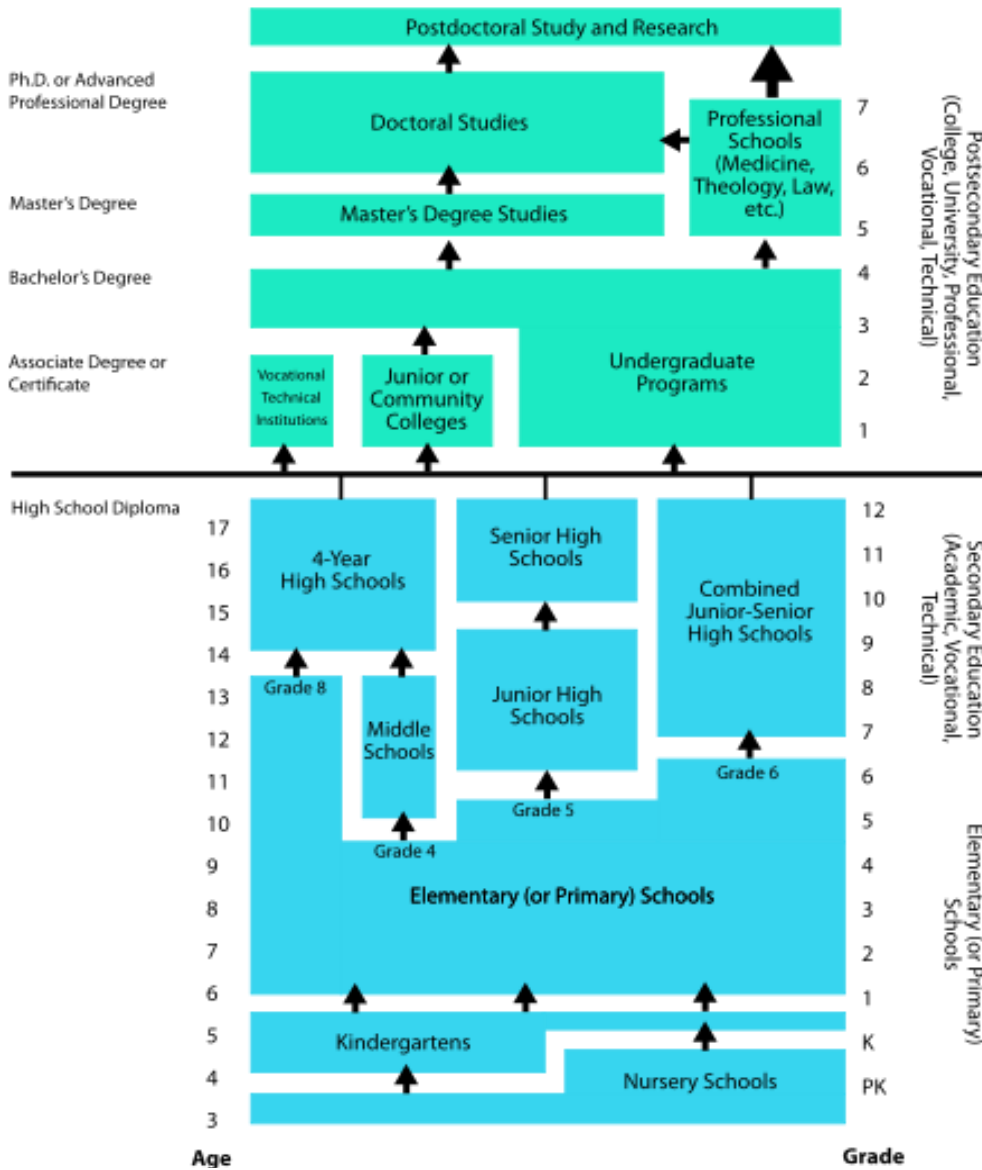 Postdoctoral Study and Research
Ph.D. or Advanced
Professional Degree
Doctoral Studies
Professional
Schools
(Medicine,
Theology, Law,
etc.)
7
6
Master's Degree
Master's Degree Studies
5
Bachelor's Degree
4
3
Associate Degree or
Certificate
Vocational
Technical
Institutions
Junior or
Community
Colleges
Undergraduate
Programs
2
1
Postsecondary Education
(College, University, Professional,
Vocational, Technical)
High School Diploma
17
16
15
14
13
12
11
10
9
8
7
6
5
4
3
4-Year
High Schools
Senior High
Schools
Combined
Junior-Senior
High Schools
Grade 8
Middle
Schools
Junior High
Schools
Grade 6
Grade 5
Grade 4
Elementary (or Primary) Schools
Kindergartens
Nursery Schools
12
11
10
9
8
7
6
5
4
3
2
1
K
PK
Secondary Education
(Academic, Vocational,
Technical)
Elementary (or Primary)
Schools
Age
Grade